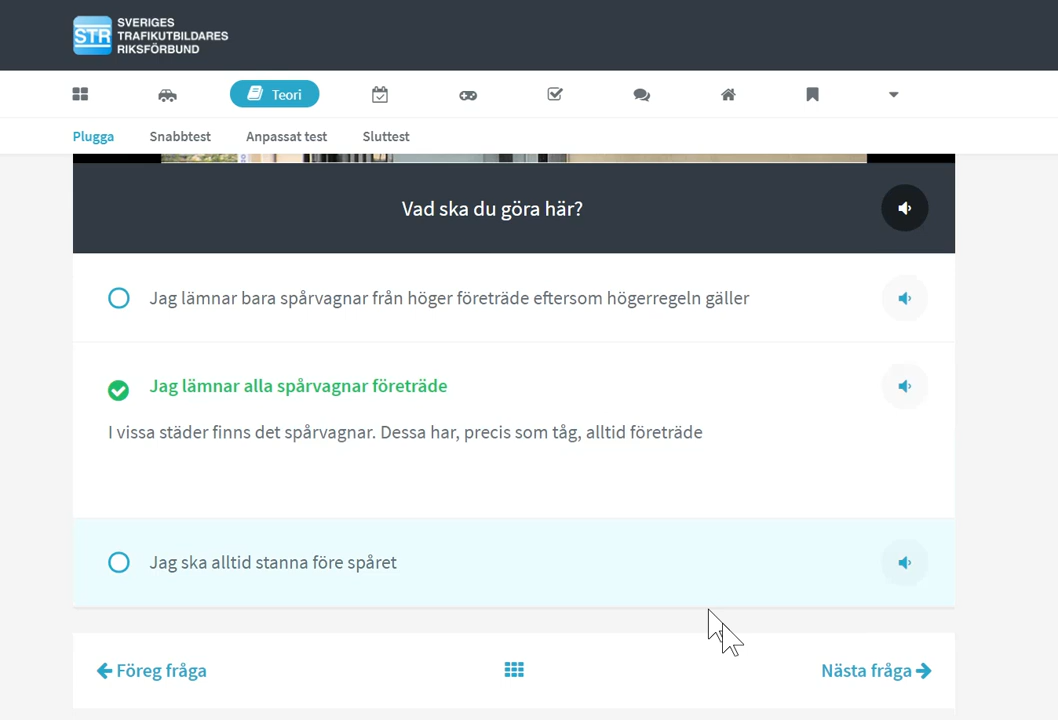 STR
SVERIGES
TRAFIKUTBILDARES
RIKSFÖRBUND
Teori
Plugga
Snabbtest
Anpassat test
Sluttest
Vad ska du göra här?
Jag lämnar bara spårvagnar från höger företräde eftersom högerregeln gäller
Jag lämnar alla spårvagnar företräde
I vissa städer finns det spårvagnar. Dessa har, precis som tåg, alltid företräde
Jag ska alltid stanna före spåret
Föreg fråga
Nästa fråga